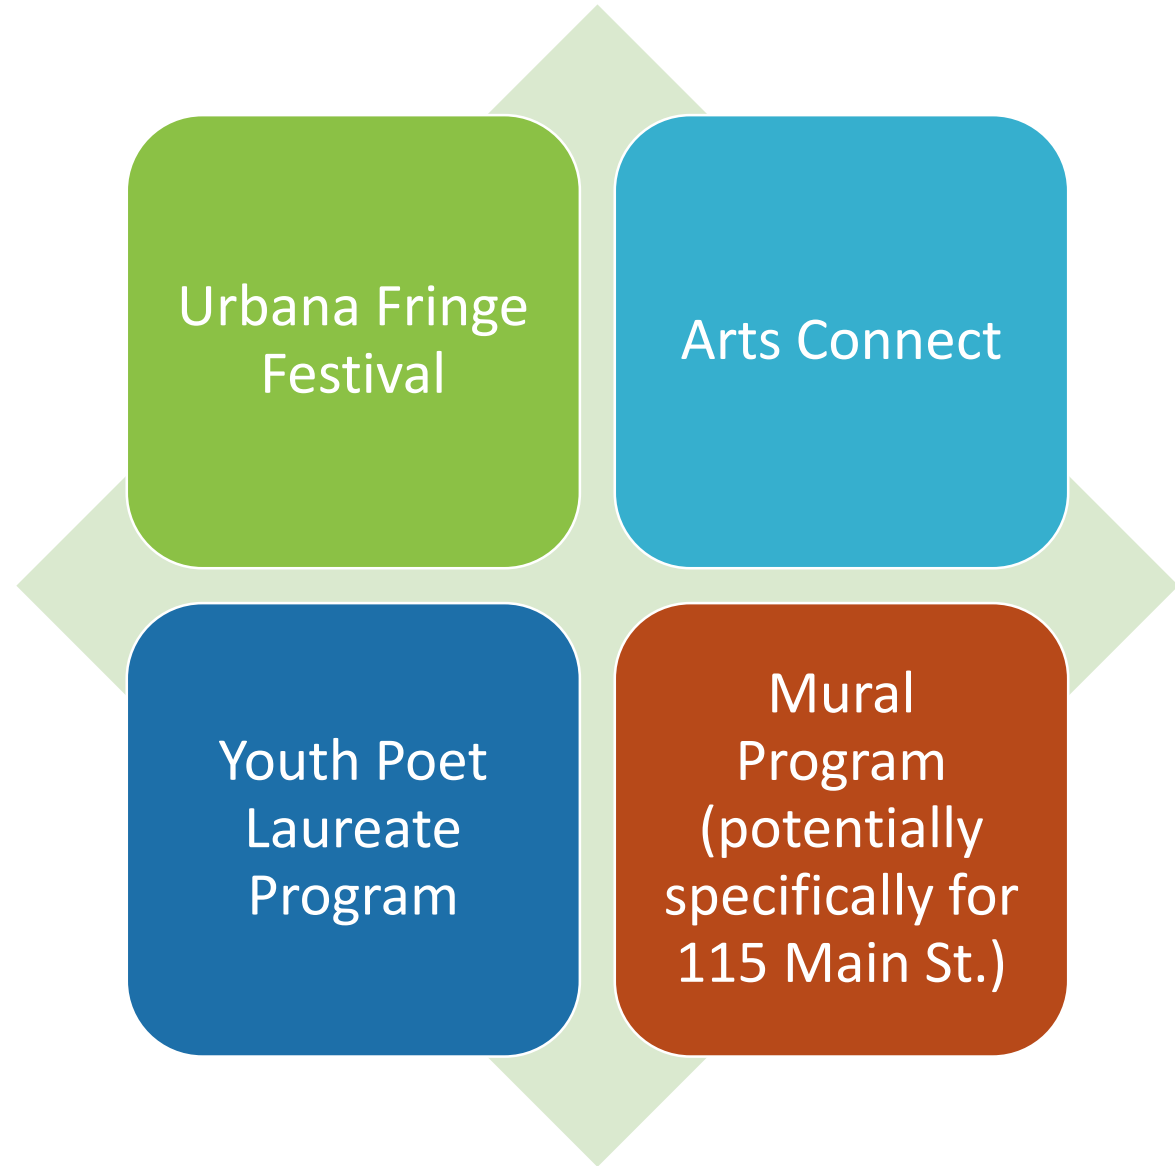 Urbana Fringe
Festival
Arts Connect
Youth Poet
Laureate
Program
Mural
Program
(potentially
specifically for
115 Main St.)